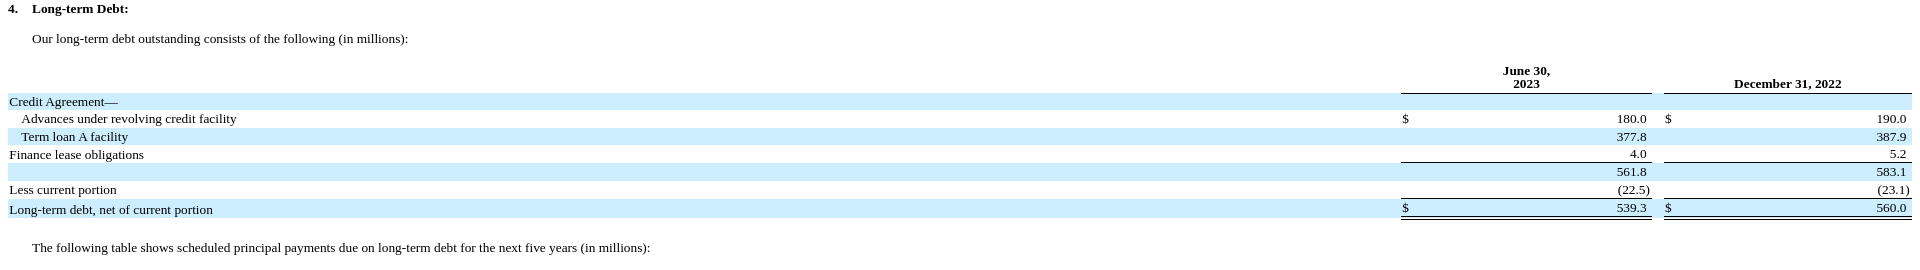 4. Long-term Debt:
Our long-term debt outstanding consists of the following (in millions):
June 30,
2023 December 31, 2022
Credit Agreement—
Advances under revolving credit facility $ 180.0 $ 190.0
Term loan A facility 377.8 387.9
Finance lease obligations 4.0 5.2
561.8 583.1
Less current portion (22.5) (23.1)
Long-term debt, net of current portion $ 539.3 $ 560.0
The following table shows scheduled principal payments due on long-term debt for the next five years (in millions):